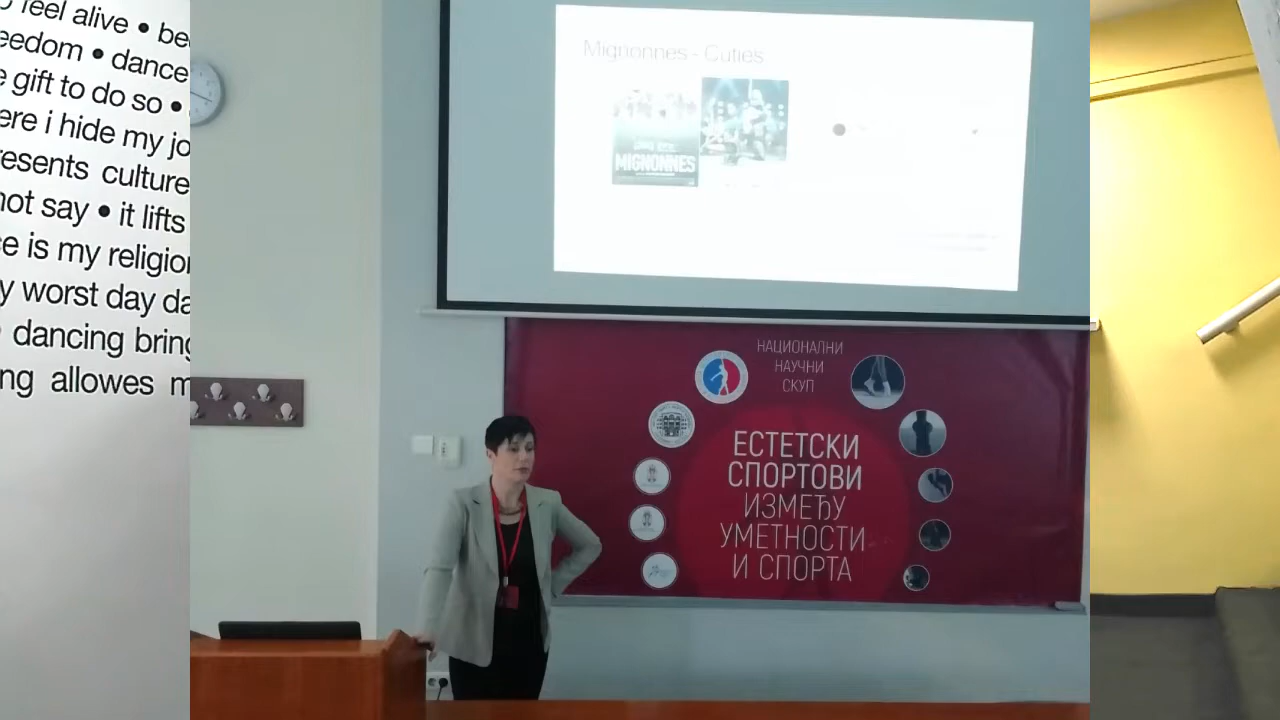 feel alive • be
eedom • dance
e gift to do so •
ere i hide my jo
resents culture
not say • it lifts
ce is my religion
y worst day da
dancing bring
ng allowes m
Mignonnes - Cuties
MIGNONNES
НАЦИОНАЛНИ
НАУЧНИ
СКУП
ЕСТЕТСКИ
СПОРТОВИ
ИЗМЕЂУ
УМЕТНОСТИ
И СПОРТА